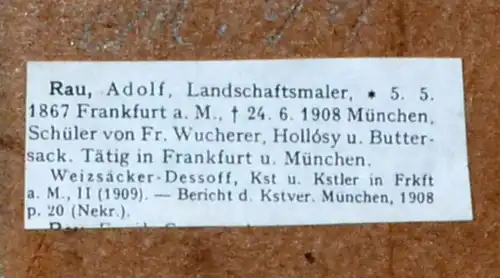 Rau, Adolf, Landschaftsmaler, * 5. 5.
1867 Frankfurt a. M., † 24. 6. 1908 München,
Schüler von Fr. Wucherer, Hollósy u. Butter-
sack. Tätig in Frankfurt u. München.
Weizsäcker-Dessoff, Kst u. Kstler in Frkft
a. M., II (1909). — Bericht d. Kstver. München, 1908
p. 20 (Nekr.).